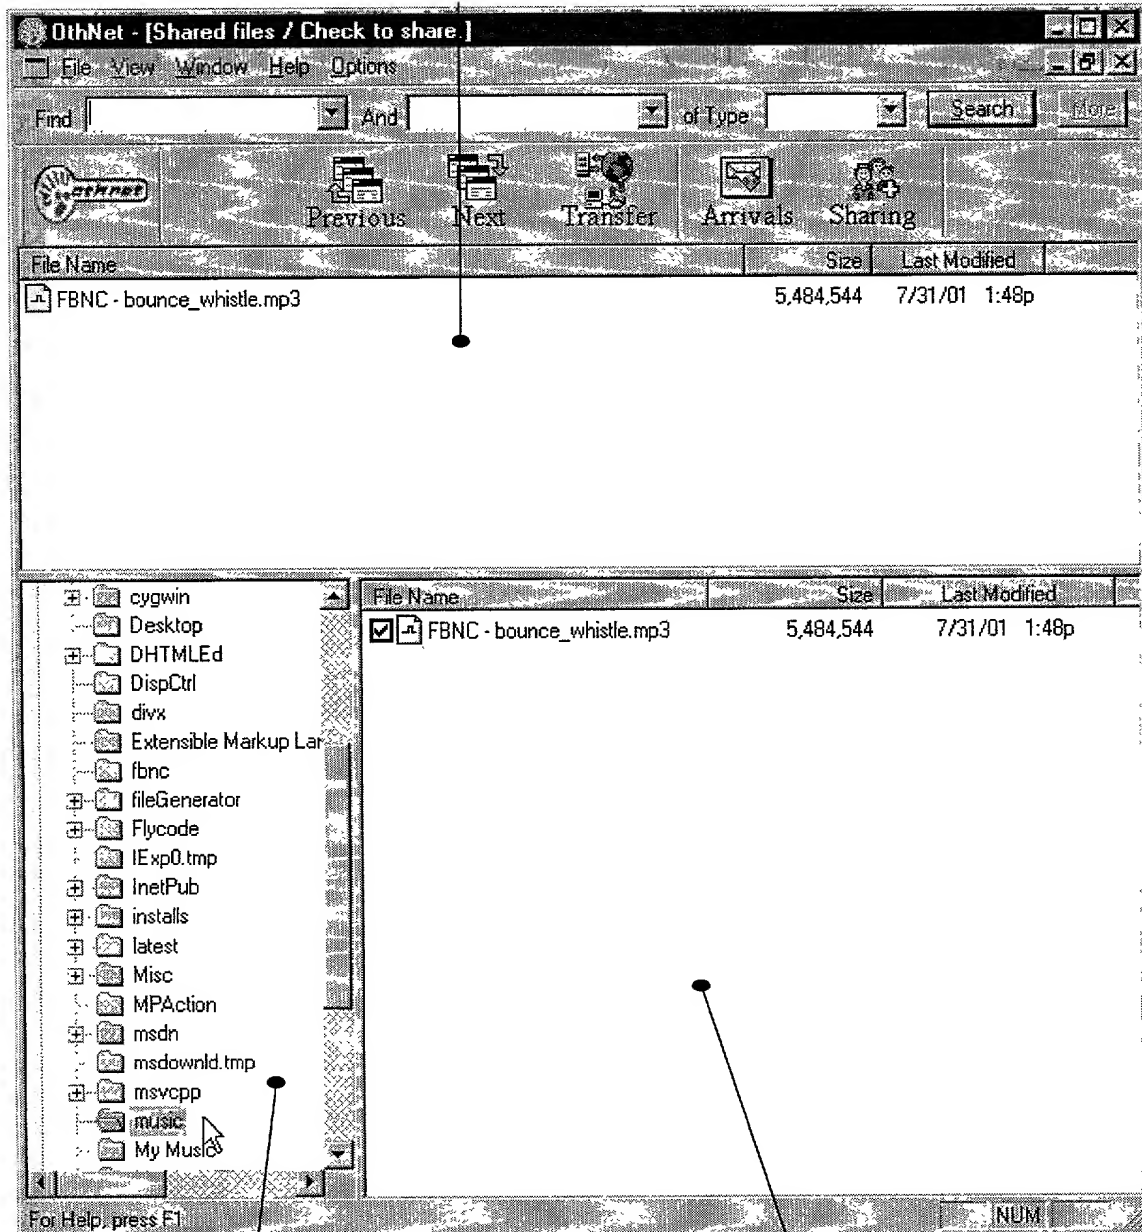 OthNet - [Shared files / Check to share.]
File View Window Help Options
Find And of Type Search More
othnet
Previous Next Transfer Arrivals Sharing
File Name Size Last Modified
FBNC - bounce_whistle.mp3 5,484,544 7/31/01 1:48p
cygwin
Desktop
DHTMLEd
DispCtrl
divx
Extensible Markup Lar
fbnc
fileGenerator
Flycode
IExp0.tmp
InetPub
installs
latest
Misc
MPAction
msdn
msdownld.tmp
msvcpp
music
My Music
File Name Size Last Modified
FBNC - bounce_whistle.mp3 5,484,544 7/31/01 1:48p
For Help, press F1 NUM